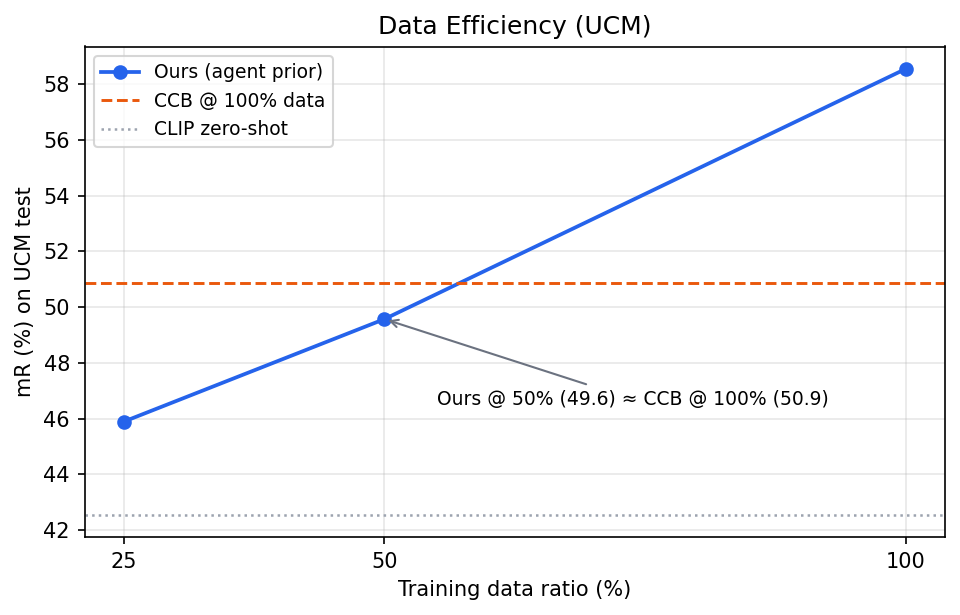 Data Efficiency (UCM)
Ours (agent prior)
CCB @ 100% data
CLIP zero-shot
mR (%) on UCM test
58
56
54
52
50
48
46
44
42
Ours @ 50% (49.6) ≈ CCB @ 100% (50.9)
25
50
100
Training data ratio (%)